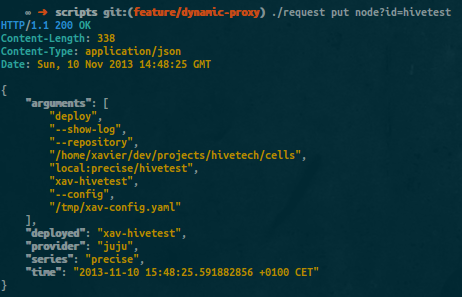 ∞ → scripts git:(feature/dynamic-proxy) ./request put node?id=hivetest
HTTP/1.1 200 OK
Content-Length: 338
Content-Type: application/json
Date: Sun, 10 Nov 2013 14:48:25 GMT
{
"arguments": [
"deploy",
"--show-log",
"--repository",
"/home/xavier/dev/projects/hivetech/cells",
"local:precise/hivetest",
"xav-hivetest",
"--config",
"/tmp/xav-config.yaml"
],
"deployed": "xav-hivetest",
"provider": "juju",
"series": "precise",
"time": "2013-11-10 15:48:25.591882856 +0100 CET"
}